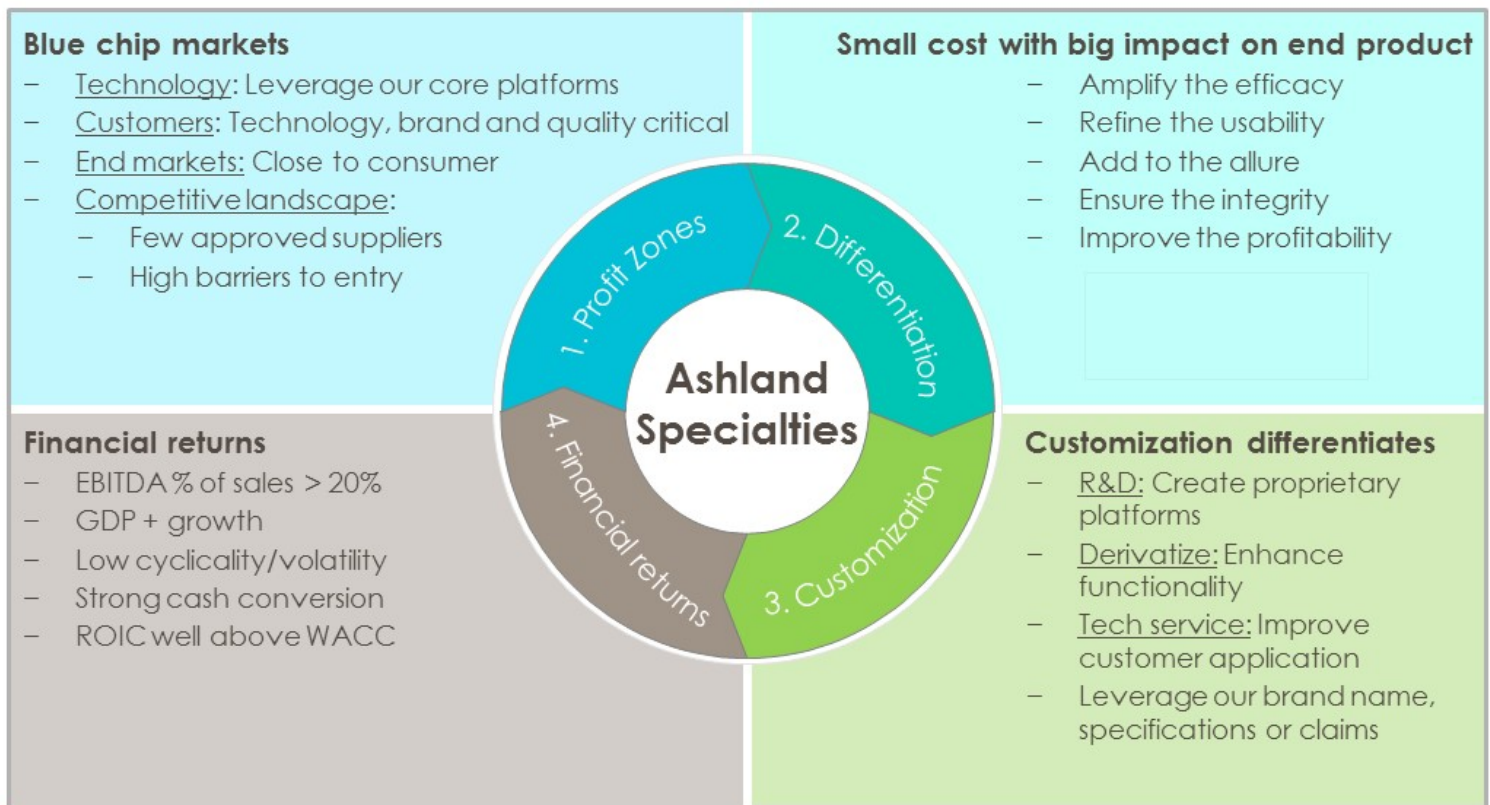 Blue chip markets
– Technology: Leverage our core platforms
– Customers: Technology, brand and quality critical
– End markets: Close to consumer
– Competitive landscape:
– Few approved suppliers
– High barriers to entry
Small cost with big impact on end product
– Amplify the efficacy
– Refine the usability
– Add to the allure
– Ensure the integrity
– Improve the profitability
1. Profit Zones
2. Differentiation
3. Customization
4. Financial returns
Ashland
Specialties
Financial returns
– EBITDA % of sales > 20%
– GDP + growth
– Low cyclicality/volatility
– Strong cash conversion
– ROIC well above WACC
Customization differentiates
– R&D: Create proprietary
platforms
– Derivatize: Enhance
functionality
– Tech service: Improve
customer application
– Leverage our brand name,
specifications or claims